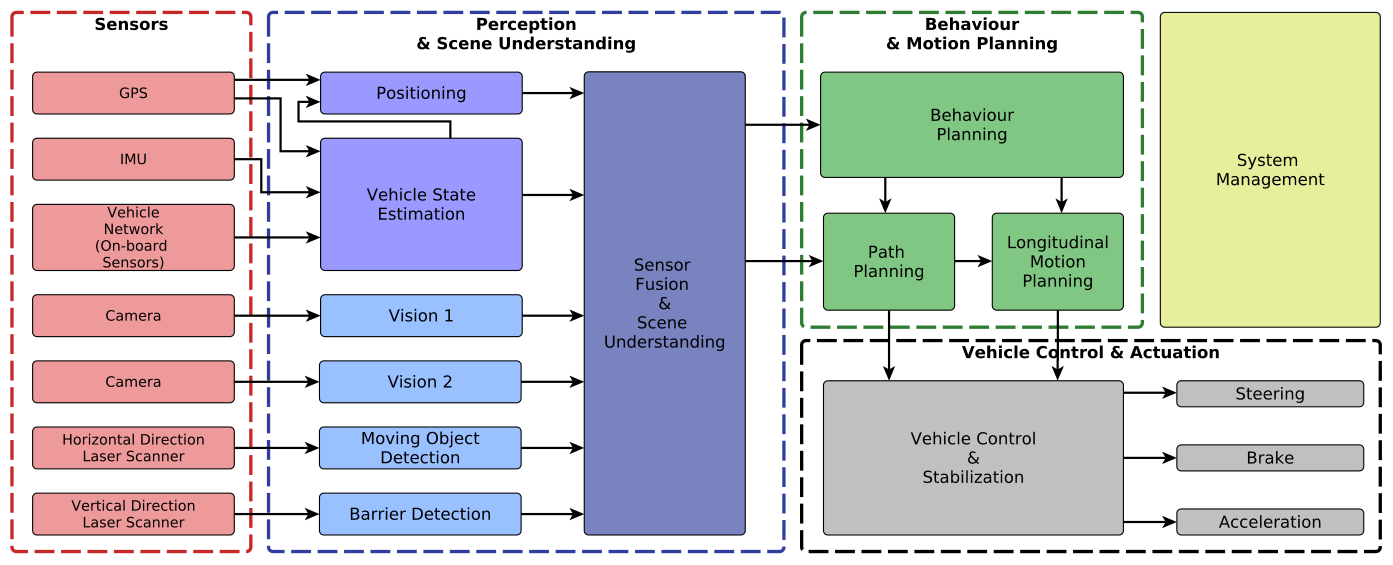 Sensors
GPS
IMU
Vehicle
Network
(On-board
Sensors)
Camera
Camera
Horizontal Direction
Laser Scanner
Vertical Direction
Laser Scanner
Perception
& Scene Understanding
Positioning
Vehicle State
Estimation
Vision 1
Vision 2
Moving Object
Detection
Barrier Detection
Sensor
Fusion
&
Scene
Understanding
Behaviour
& Motion Planning
Behaviour
Planning
Path
Planning
Longitudinal
Motion
Planning
System
Management
Vehicle Control & Actuation
Vehicle Control
&
Stabilization
Steering
Brake
Acceleration